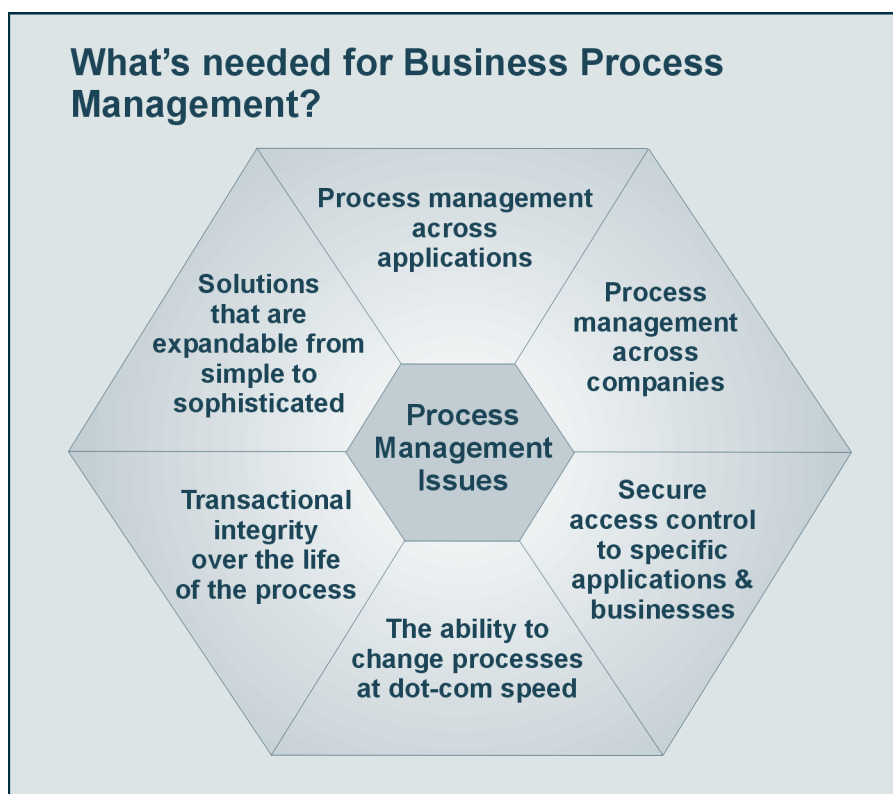 What's needed for Business Process
Management?
Process management
across
applications
Process
management
across
companies
Secure
access control
to specific
applications &
businesses
The ability to
change processes
at dot-com speed
Transactional
integrity
over the life
of the process
Solutions
that are
expandable from
simple to
sophisticated
Process
Management
Issues